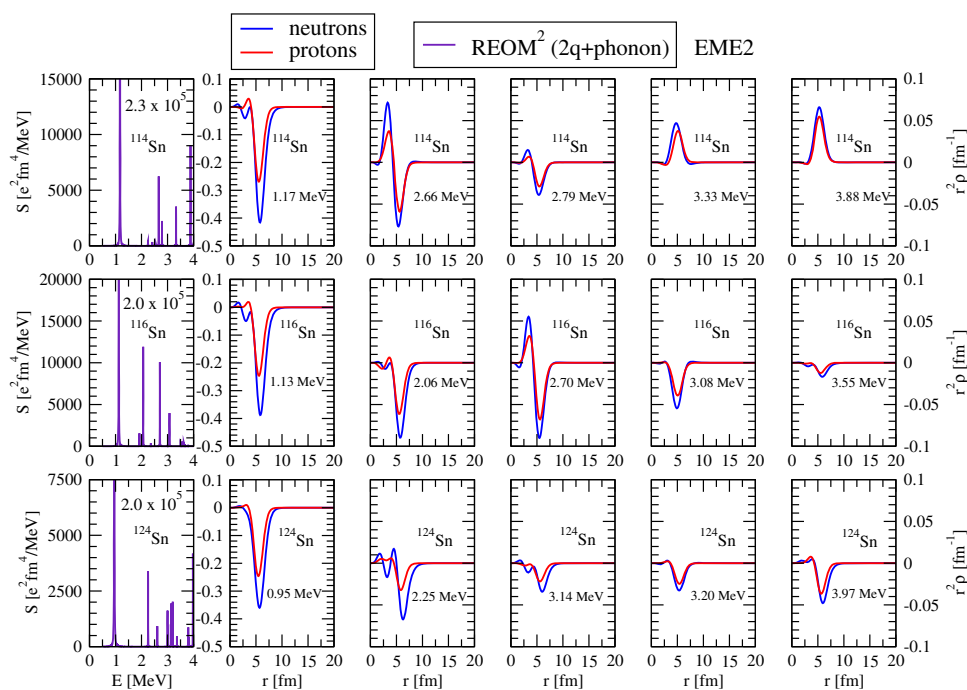 neutrons
protons
REOM² (2q+phonon) EME2
S [e²fm⁴/MeV]
15000
10000
5000
0
2.3 x 10⁵
¹¹⁴Sn
0 1 2 3 4
0.1
0
-0.1
-0.2
-0.3
-0.4
-0.5
¹¹⁴Sn
1.17 MeV
0 5 10 15 20
¹¹⁴Sn
2.66 MeV
0 5 10 15 20
¹¹⁴Sn
2.79 MeV
0 5 10 15 20
¹¹⁴Sn
3.33 MeV
0 5 10 15 20
¹¹⁴Sn
3.88 MeV
0 5 10 15 20
0.1
0.05
0
-0.05
-0.1
r²ρ [fm⁻¹]
S [e²fm⁴/MeV]
20000
15000
10000
5000
0
2.0 x 10⁵
¹¹⁶Sn
0 1 2 3 4
0.1
0
-0.1
-0.2
-0.3
-0.4
-0.5
¹¹⁶Sn
1.13 MeV
0 5 10 15 20
¹¹⁶Sn
2.06 MeV
0 5 10 15 20
¹¹⁶Sn
2.70 MeV
0 5 10 15 20
¹¹⁶Sn
3.08 MeV
0 5 10 15 20
¹¹⁶Sn
3.55 MeV
0 5 10 15 20
0.1
0.05
0
-0.05
-0.1
r²ρ [fm⁻¹]
S [e²fm⁴/MeV]
7500
5000
2500
0
2.0 x 10⁵
¹²⁴Sn
0 1 2 3 4
E [MeV]
0.1
0
-0.1
-0.2
-0.3
-0.4
-0.5
¹²⁴Sn
0.95 MeV
0 5 10 15 20
r [fm]
¹²⁴Sn
2.25 MeV
0 5 10 15 20
r [fm]
¹²⁴Sn
3.14 MeV
0 5 10 15 20
r [fm]
¹²⁴Sn
3.20 MeV
0 5 10 15 20
r [fm]
¹²⁴Sn
3.97 MeV
0 5 10 15 20
r [fm]
0.1
0.05
0
-0.05
-0.1
r²ρ [fm⁻¹]